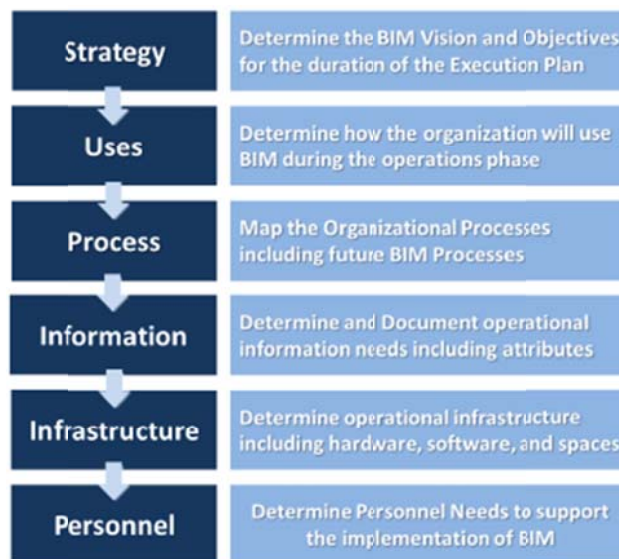 Strategy
Determine the BIM Vision and Objectives
for the duration of the Execution Plan
Uses
Determine how the organization will use
BIM during the operations phase
Process
Map the Organizational Processes
including future BIM Processes
Information
Determine and Document operational
information needs including attributes
Infrastructure
Determine operational infrastructure
including hardware, software, and spaces
Personnel
Determine Personnel Needs to support
the implementation of BIM